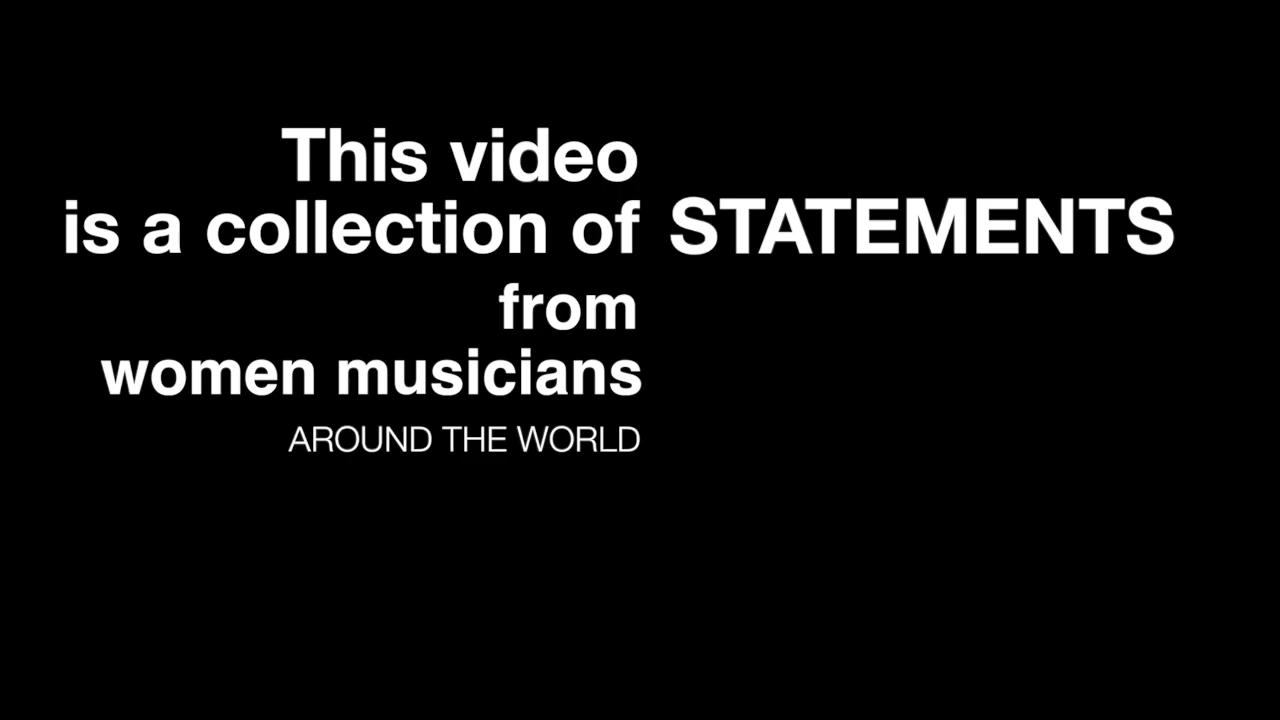 This video
is a collection of STATEMENTS
from
women musicians
AROUND THE WORLD